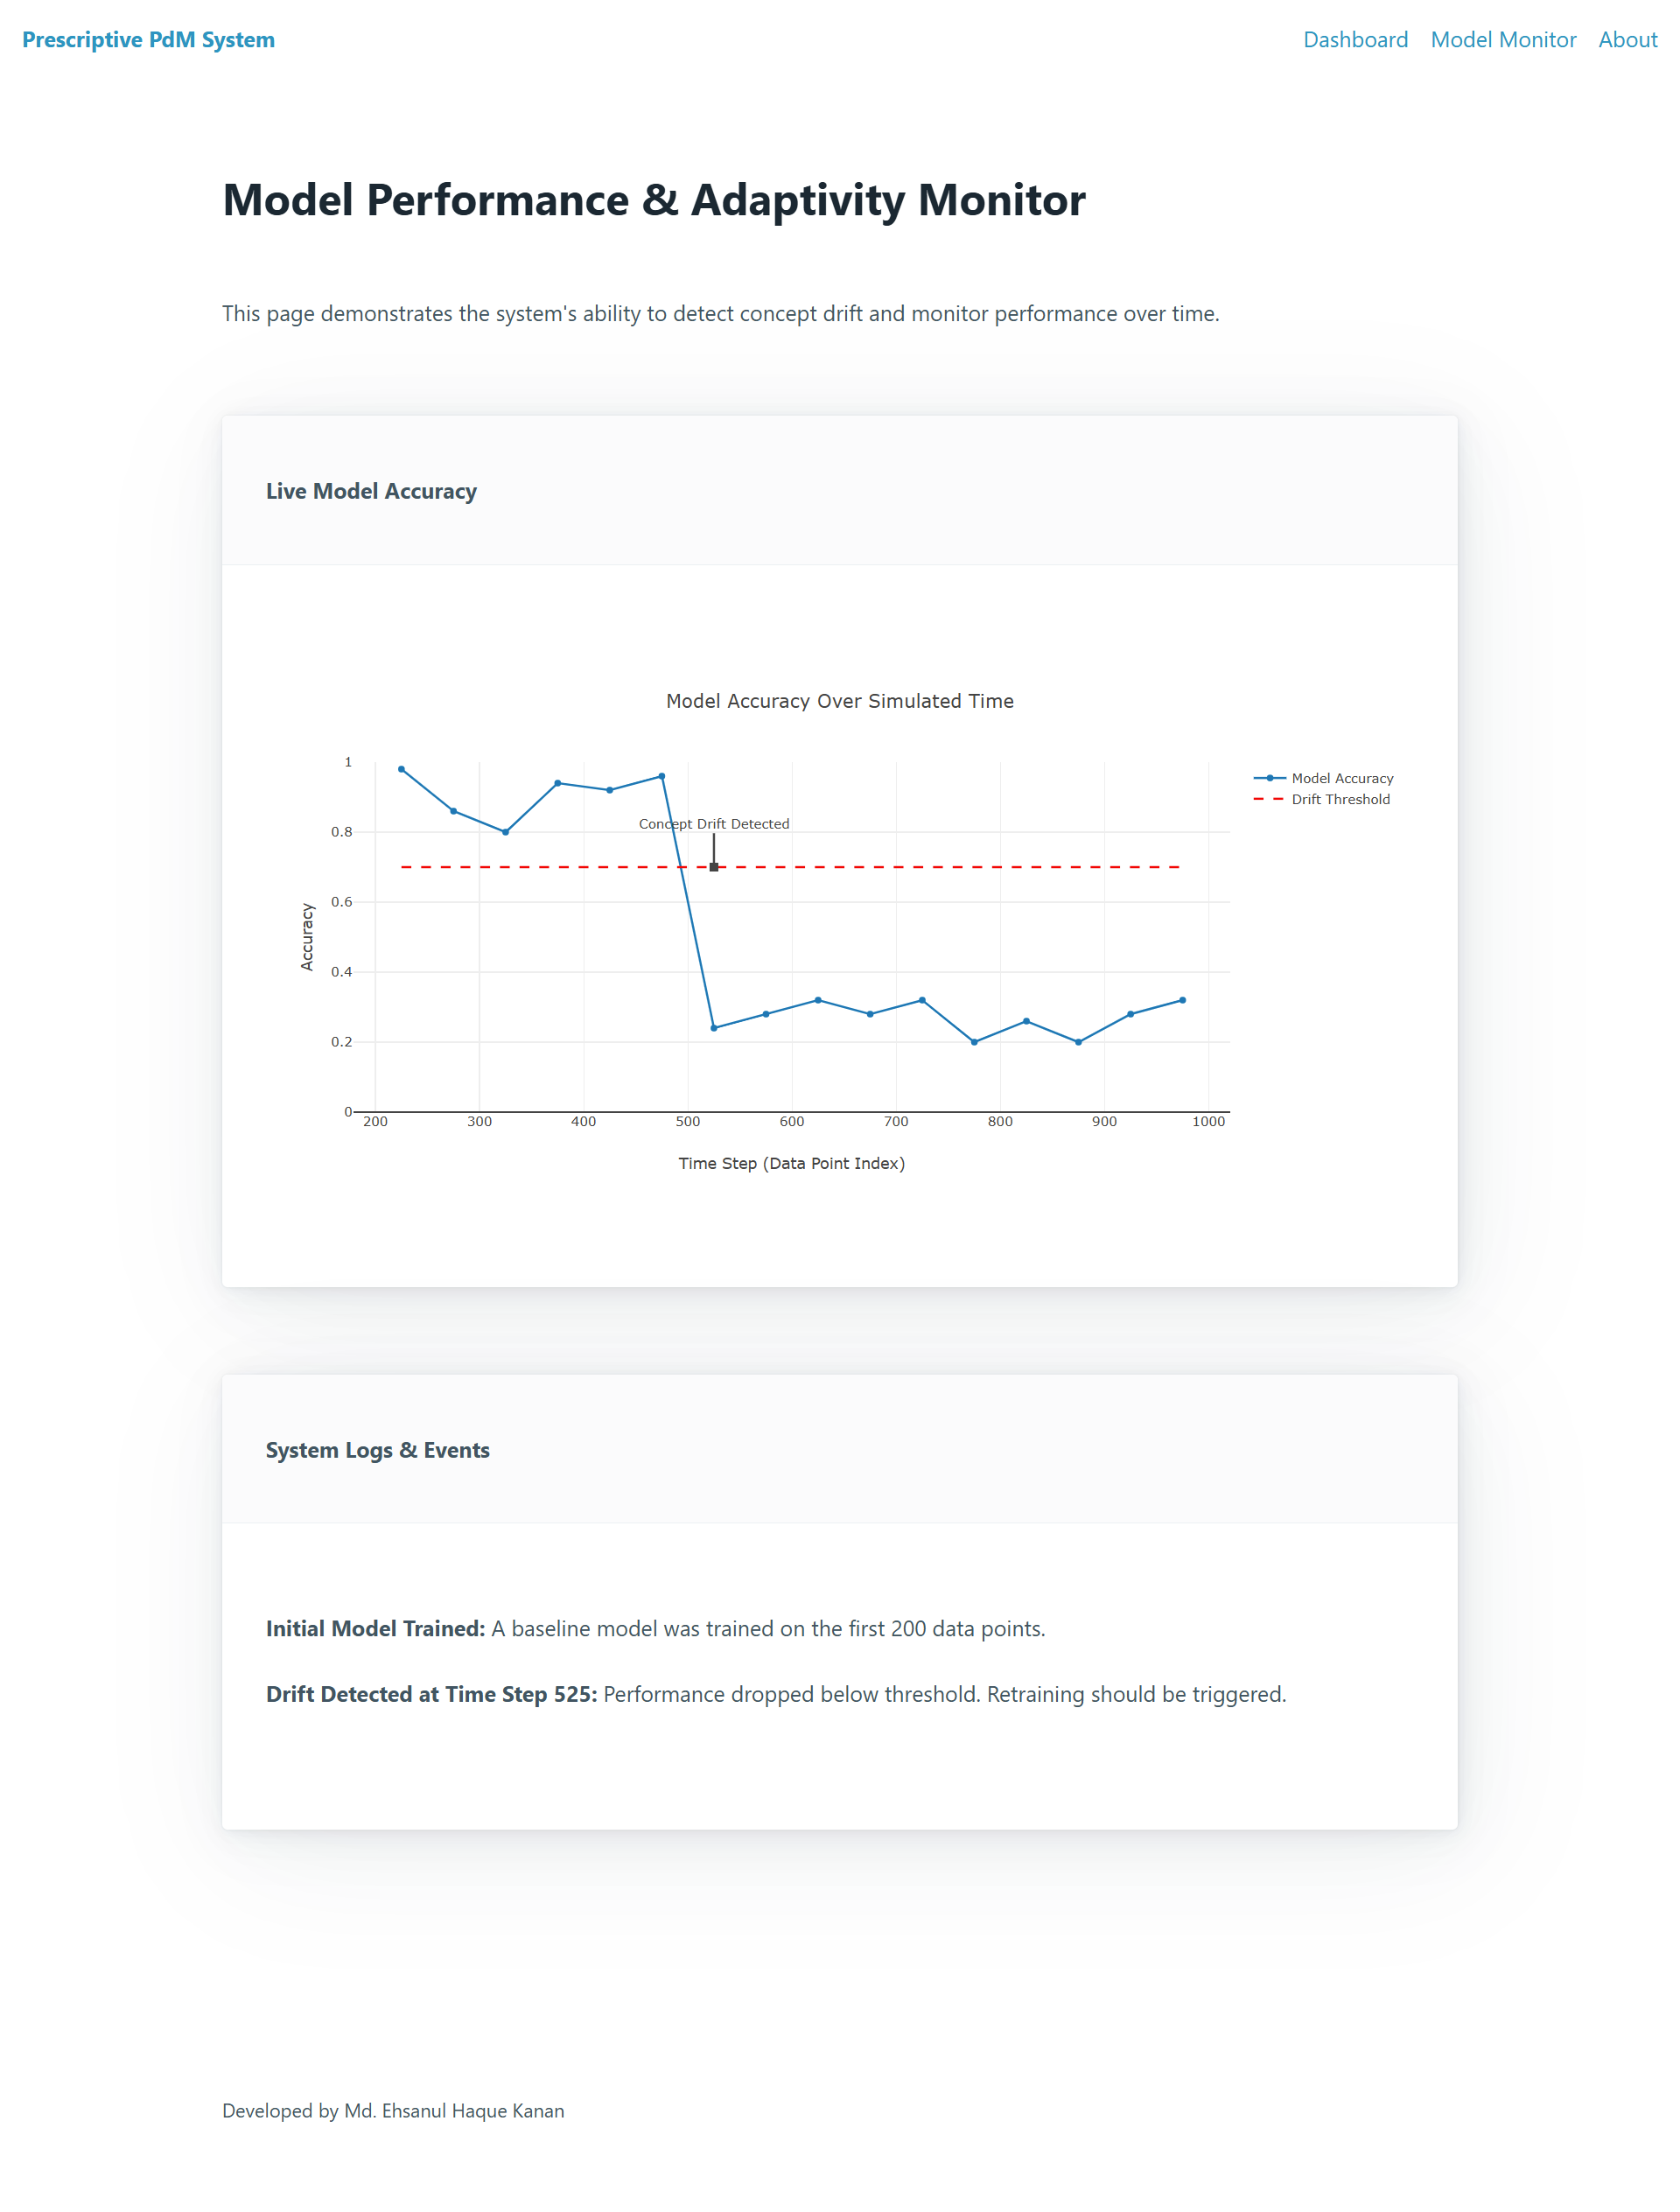 Prescriptive PdM System
Dashboard Model Monitor About
Model Performance & Adaptivity Monitor
This page demonstrates the system's ability to detect concept drift and monitor performance over time.
Live Model Accuracy
Model Accuracy Over Simulated Time
1
0.8
0.6
0.4
0.2
0
Accuracy
Concept Drift Detected
Model Accuracy
Drift Threshold
200 300 400 500 600 700 800 900 1000
Time Step (Data Point Index)
System Logs & Events
Initial Model Trained: A baseline model was trained on the first 200 data points.
Drift Detected at Time Step 525: Performance dropped below threshold. Retraining should be triggered.
Developed by Md. Ehsanul Haque Kanan